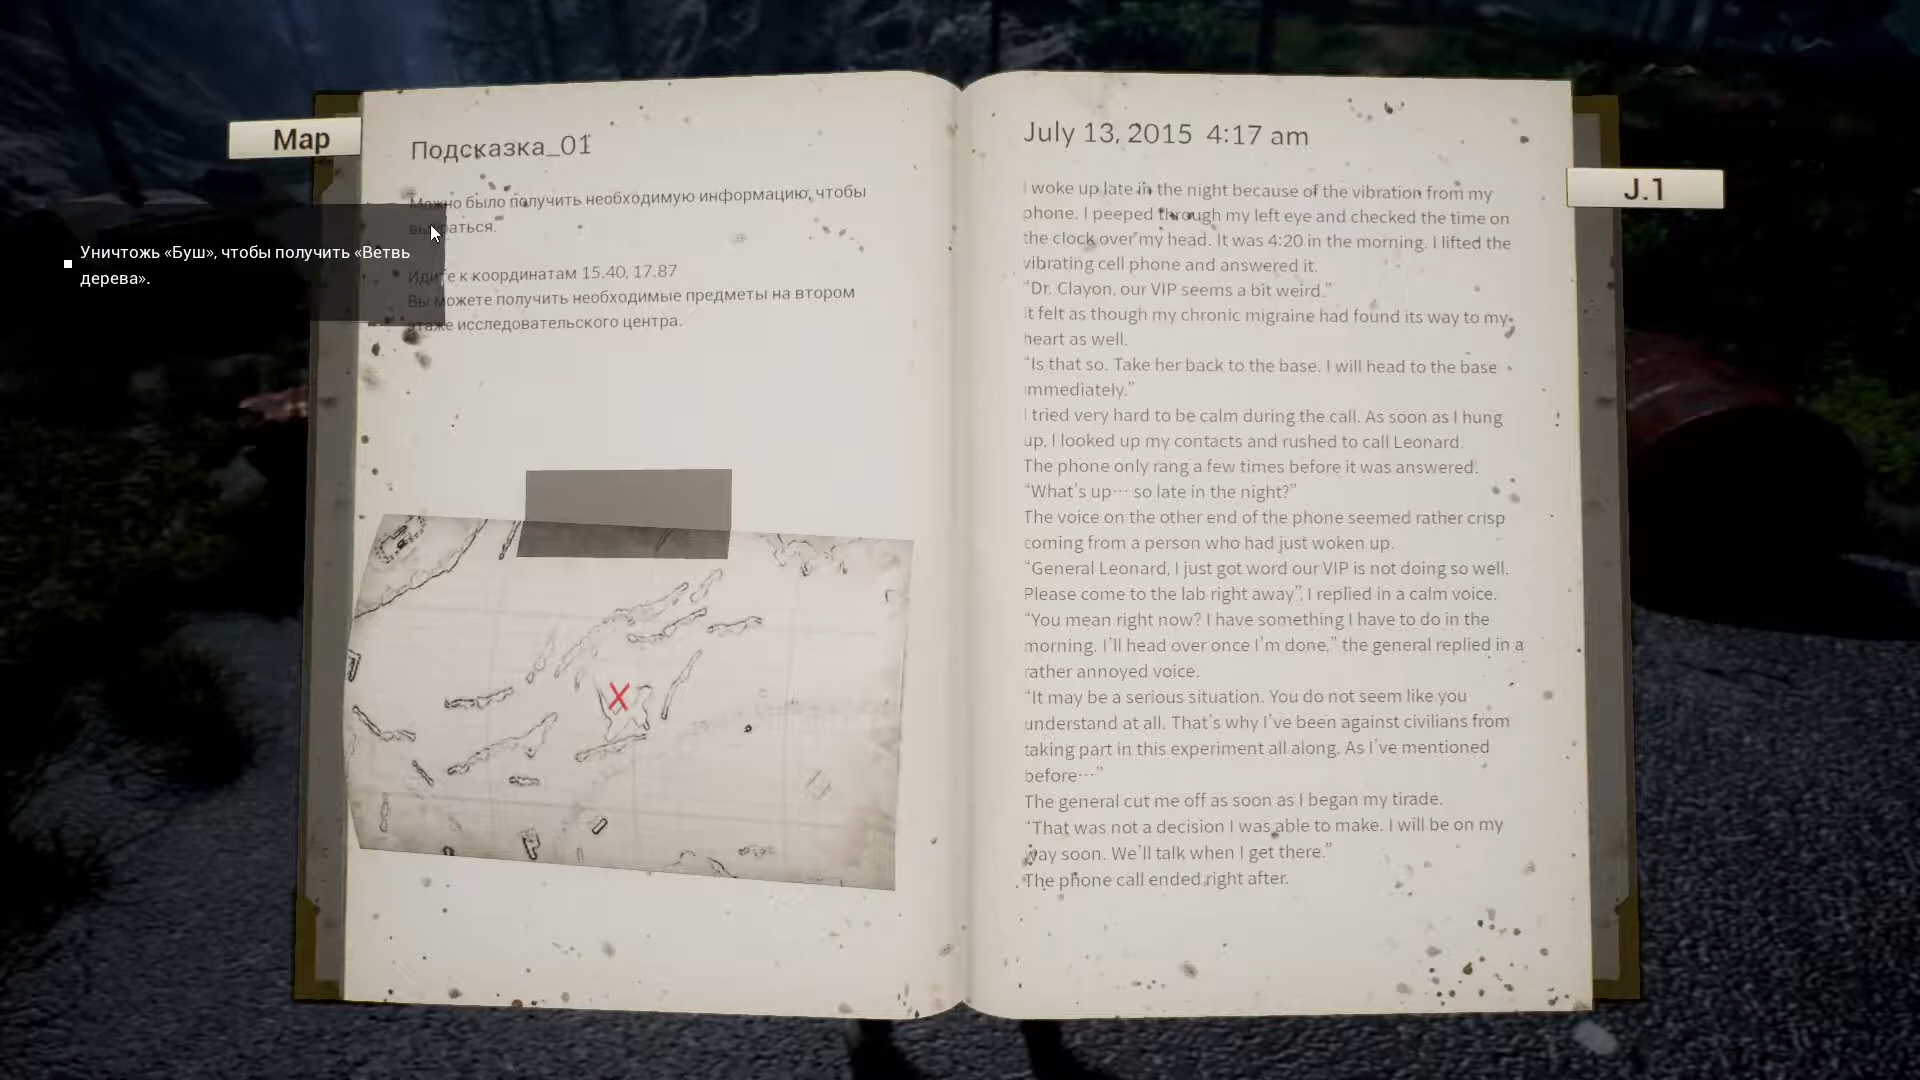 Map
Подсказка_01
Можно было получить необходимую информацию, чтобы
Идите к координатам 15.40, 17.87
Вы можете получить необходимые предметы на втором
этаже исследовательского центра.
Уничтожь «Буш», чтобы получить «Ветвь
дерева».
July 13, 2015 4:17 am
J.1
I woke up late in the night because of the vibration from my
phone. I peeped through my left eye and checked the time on
the clock over my head. It was 4:20 in the morning. I lifted the
vibrating cell phone and answered it.
“Dr. Clayon, our VIP seems a bit weird.”
It felt as though my chronic migraine had found its way to my
heart as well.
“Is that so. Take her back to the base. I will head to the base
immediately.”
I tried very hard to be calm during the call. As soon as I hung
up, I looked up my contacts and rushed to call Leonard.
The phone only rang a few times before it was answered.
“What’s up… so late in the night?”
The voice on the other end of the phone seemed rather crisp
coming from a person who had just woken up.
“General Leonard, I just got word our VIP is not doing so well.
Please come to the lab right away”, I replied in a calm voice.
“You mean right now? I have something I have to do in the
morning. I’ll head over once I’m done,” the general replied in a
rather annoyed voice.
“It may be a serious situation. You do not seem like you
understand at all. That’s why I’ve been against civilians from
taking part in this experiment all along. As I’ve mentioned
before…”
The general cut me off as soon as I began my tirade.
“That was not a decision I was able to make. I will be on my
way soon. We’ll talk when I get there.”
The phone call ended right after.